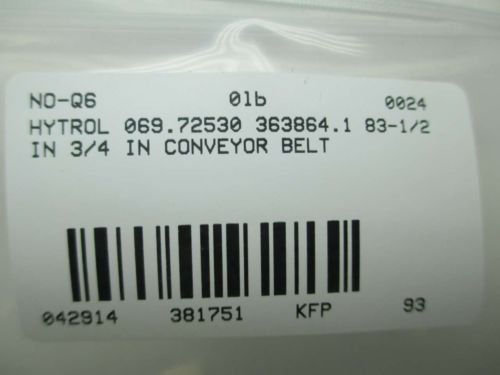 NO-Q6 0lb 0024
HYTROL 069.72530 363864.1 83-1/2
IN 3/4 IN CONVEYOR BELT
042914 381751 KFP 93